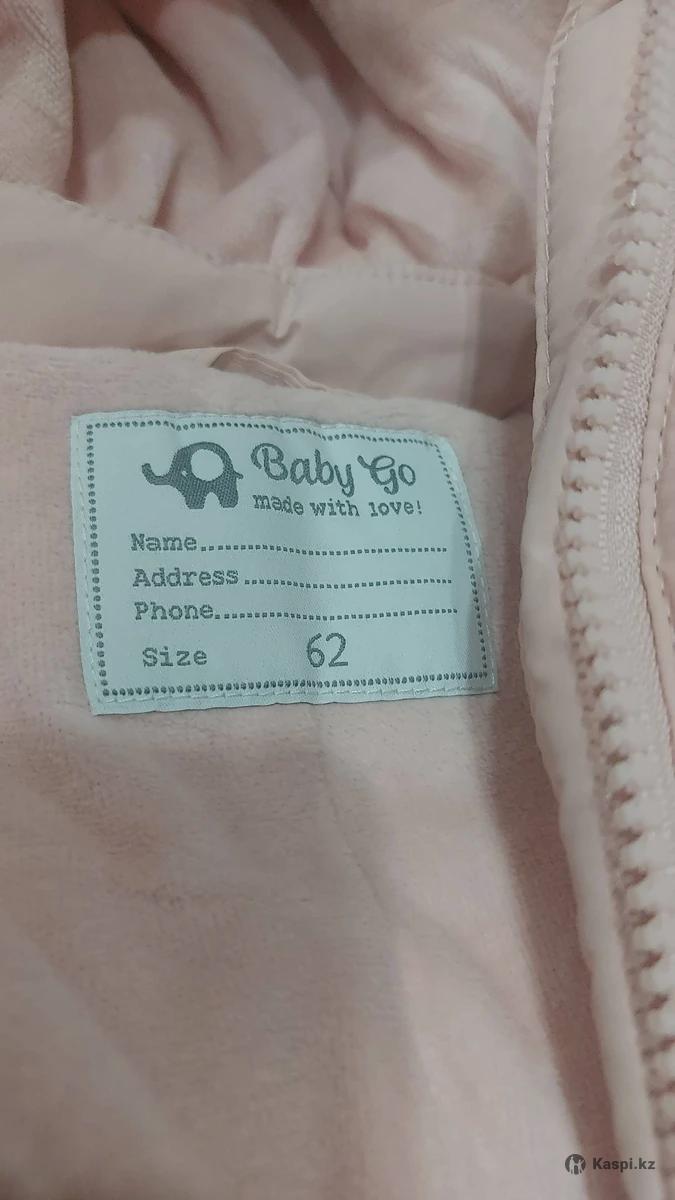 Baby Go
made with love!
Name
Address
Phone
Size 62
Kaspi.kz